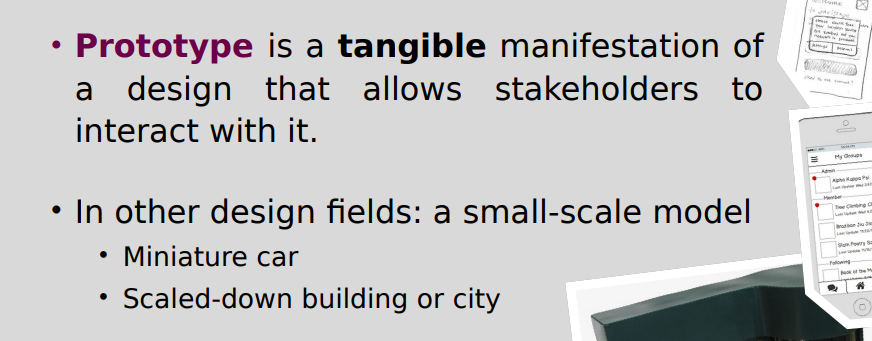 • Prototype is a tangible manifestation of
a design that allows stakeholders to
interact with it.
• In other design fields: a small-scale model
• Miniature car
• Scaled-down building or city
My Groups
Admin
Alpha Kappa Psi
Member
Tree Climbing
Brazilian Jiu
Slam Poetry
Following
Book of the